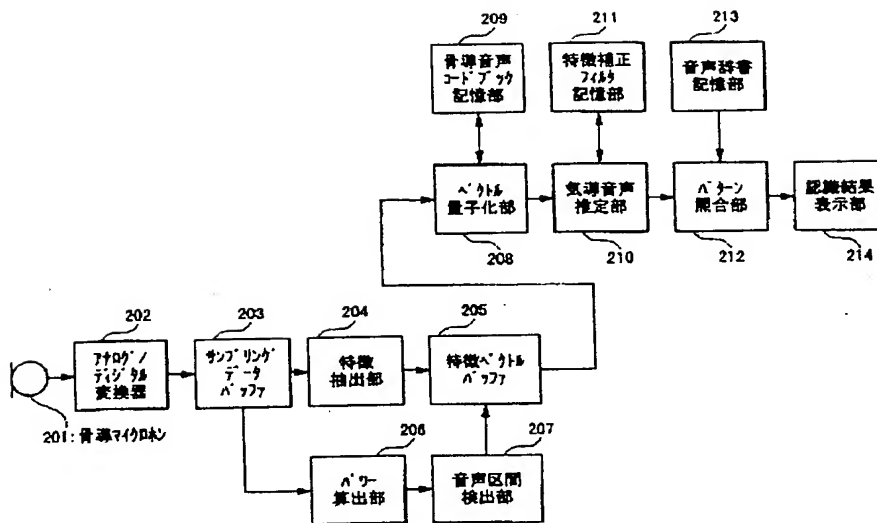 209
211
213
骨導音声
コードブック
記憶部
特徴補正
フィルタ
記憶部
音声辞書
記憶部
ベクトル
量子化部
気導音声
推定部
パターン
照合部
認識結果
表示部
208
210
212
214
202
203
204
205
アナログ/
ディジタル
変換器
サンプリング
データ
バッファ
特徴
抽出部
特徴ベクトル
バッファ
201:骨導マイクロホン
206
207
パワー
算出部
音声区間
検出部